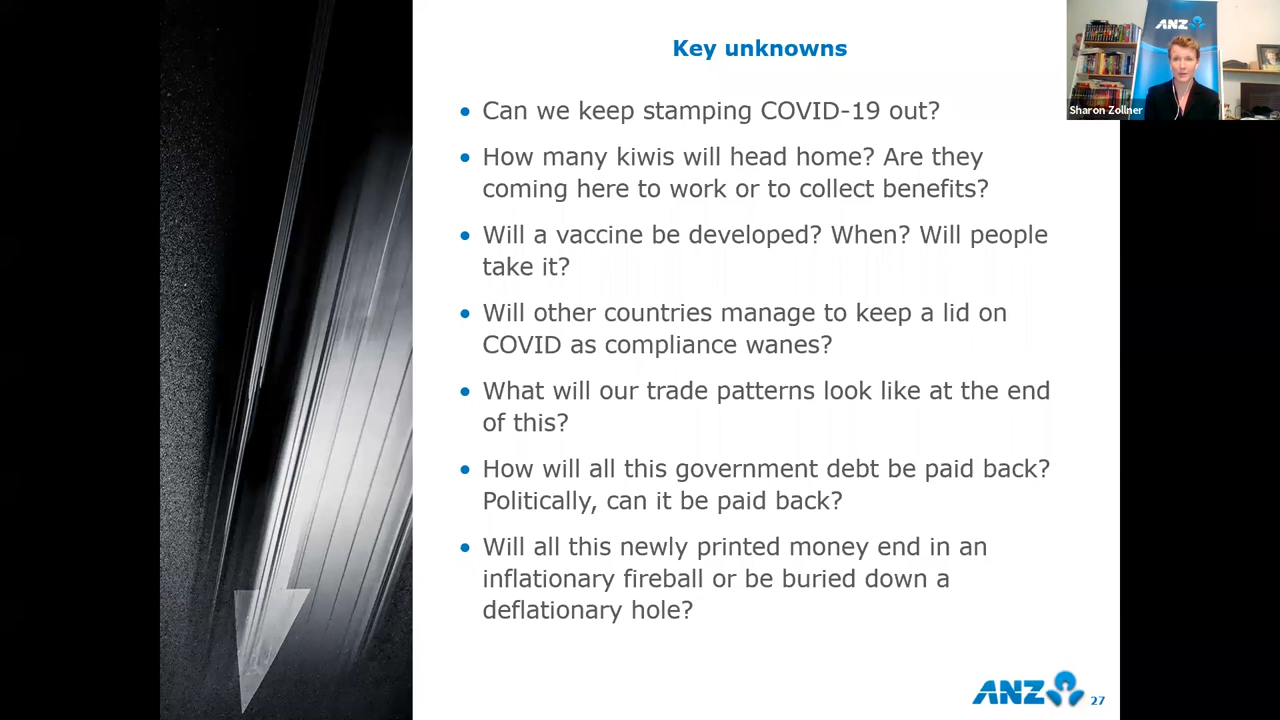 Key unknowns
ANZ
Sharon Zollner
• Can we keep stamping COVID-19 out?
• How many kiwis will head home? Are they
coming here to work or to collect benefits?
• Will a vaccine be developed? When? Will people
take it?
• Will other countries manage to keep a lid on
COVID as compliance wanes?
• What will our trade patterns look like at the end
of this?
• How will all this government debt be paid back?
Politically, can it be paid back?
• Will all this newly printed money end in an
inflationary fireball or be buried down a
deflationary hole?
ANZ
27